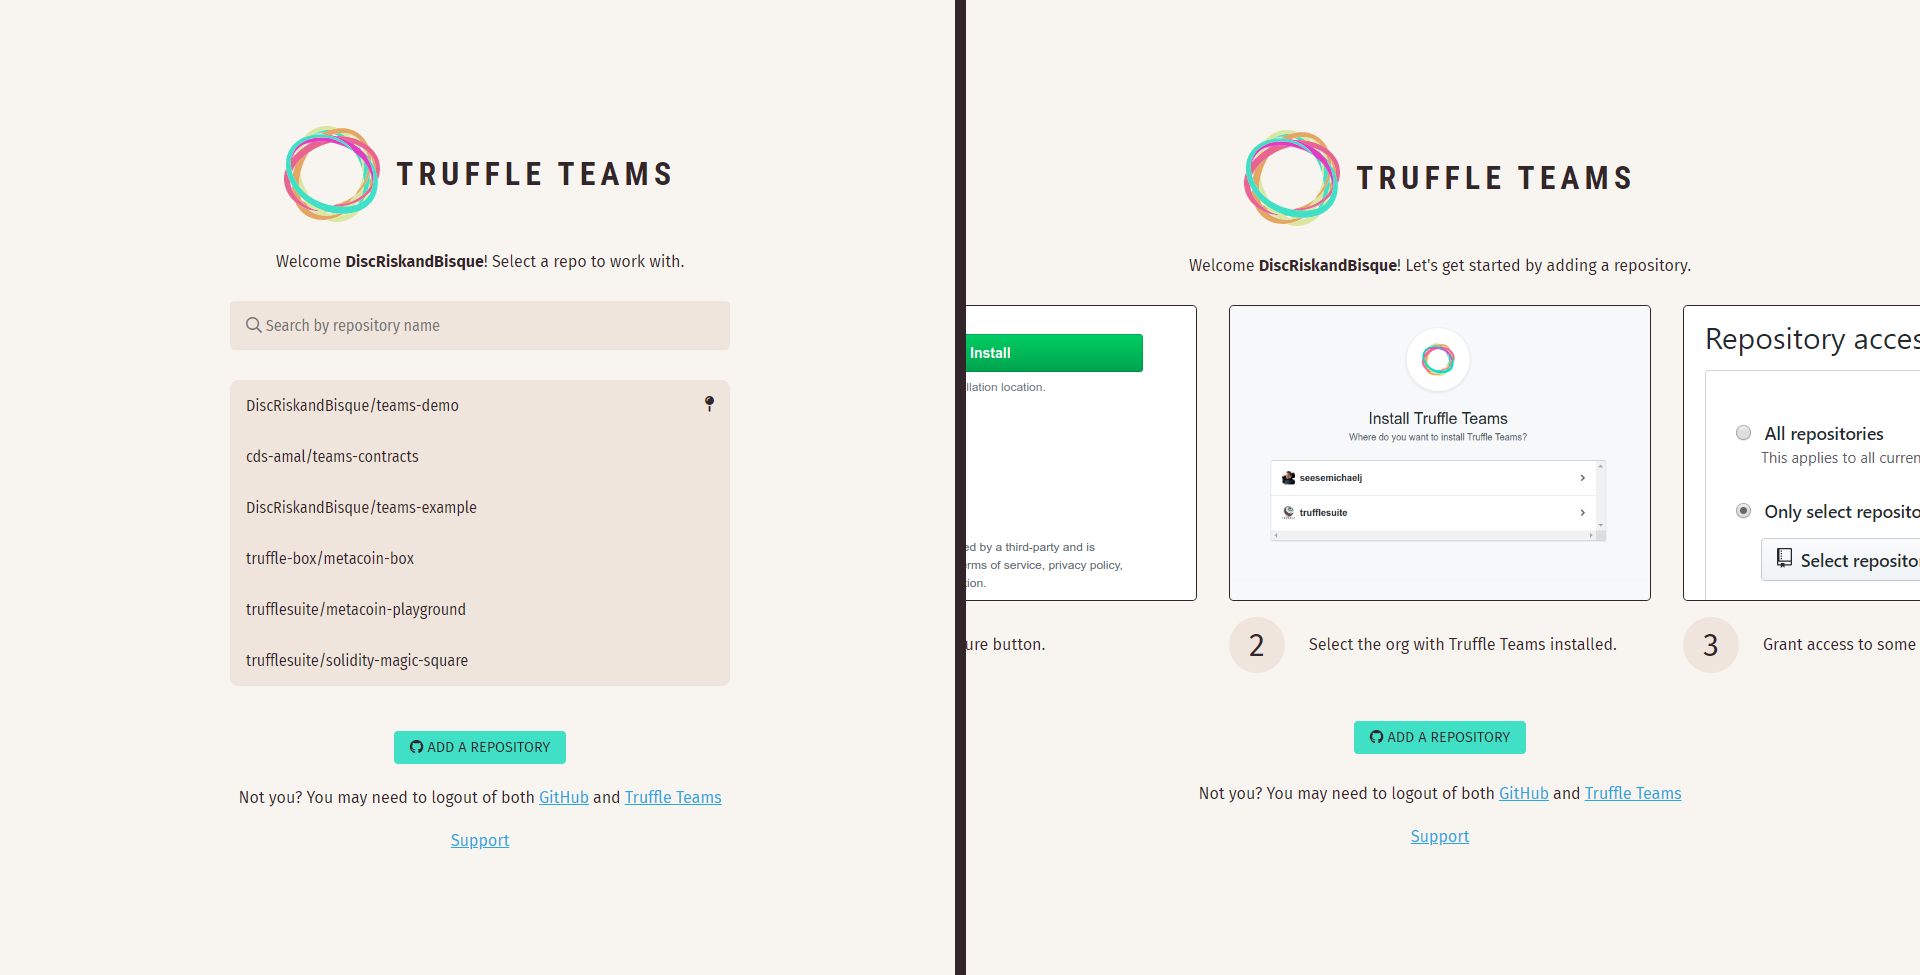 TRUFFLE TEAMS
Welcome DiscRiskandBisque! Select a repo to work with.
Search by repository name
DiscRiskandBisque/teams-demo
cds-amal/teams-contracts
DiscRiskandBisque/teams-example
truffle-box/metacoin-box
trufflesuite/metacoin-playground
trufflesuite/solidity-magic-square
ADD A REPOSITORY
Not you? You may need to logout of both GitHub and Truffle Teams
Support
TRUFFLE TEAMS
Welcome DiscRiskandBisque! Let's get started by adding a repository.
Install
llation location.
ed by a third-party and is
rms of service, privacy policy,
tion.
ure button.
Install Truffle Teams
Where do you want to install Truffle Teams?
seesemichaelj
trufflesuite
2 Select the org with Truffle Teams installed.
Repository acces
All repositories
This applies to all curren
Only select reposito
Select reposito
3 Grant access to some
ADD A REPOSITORY
Not you? You may need to logout of both GitHub and Truffle Teams
Support